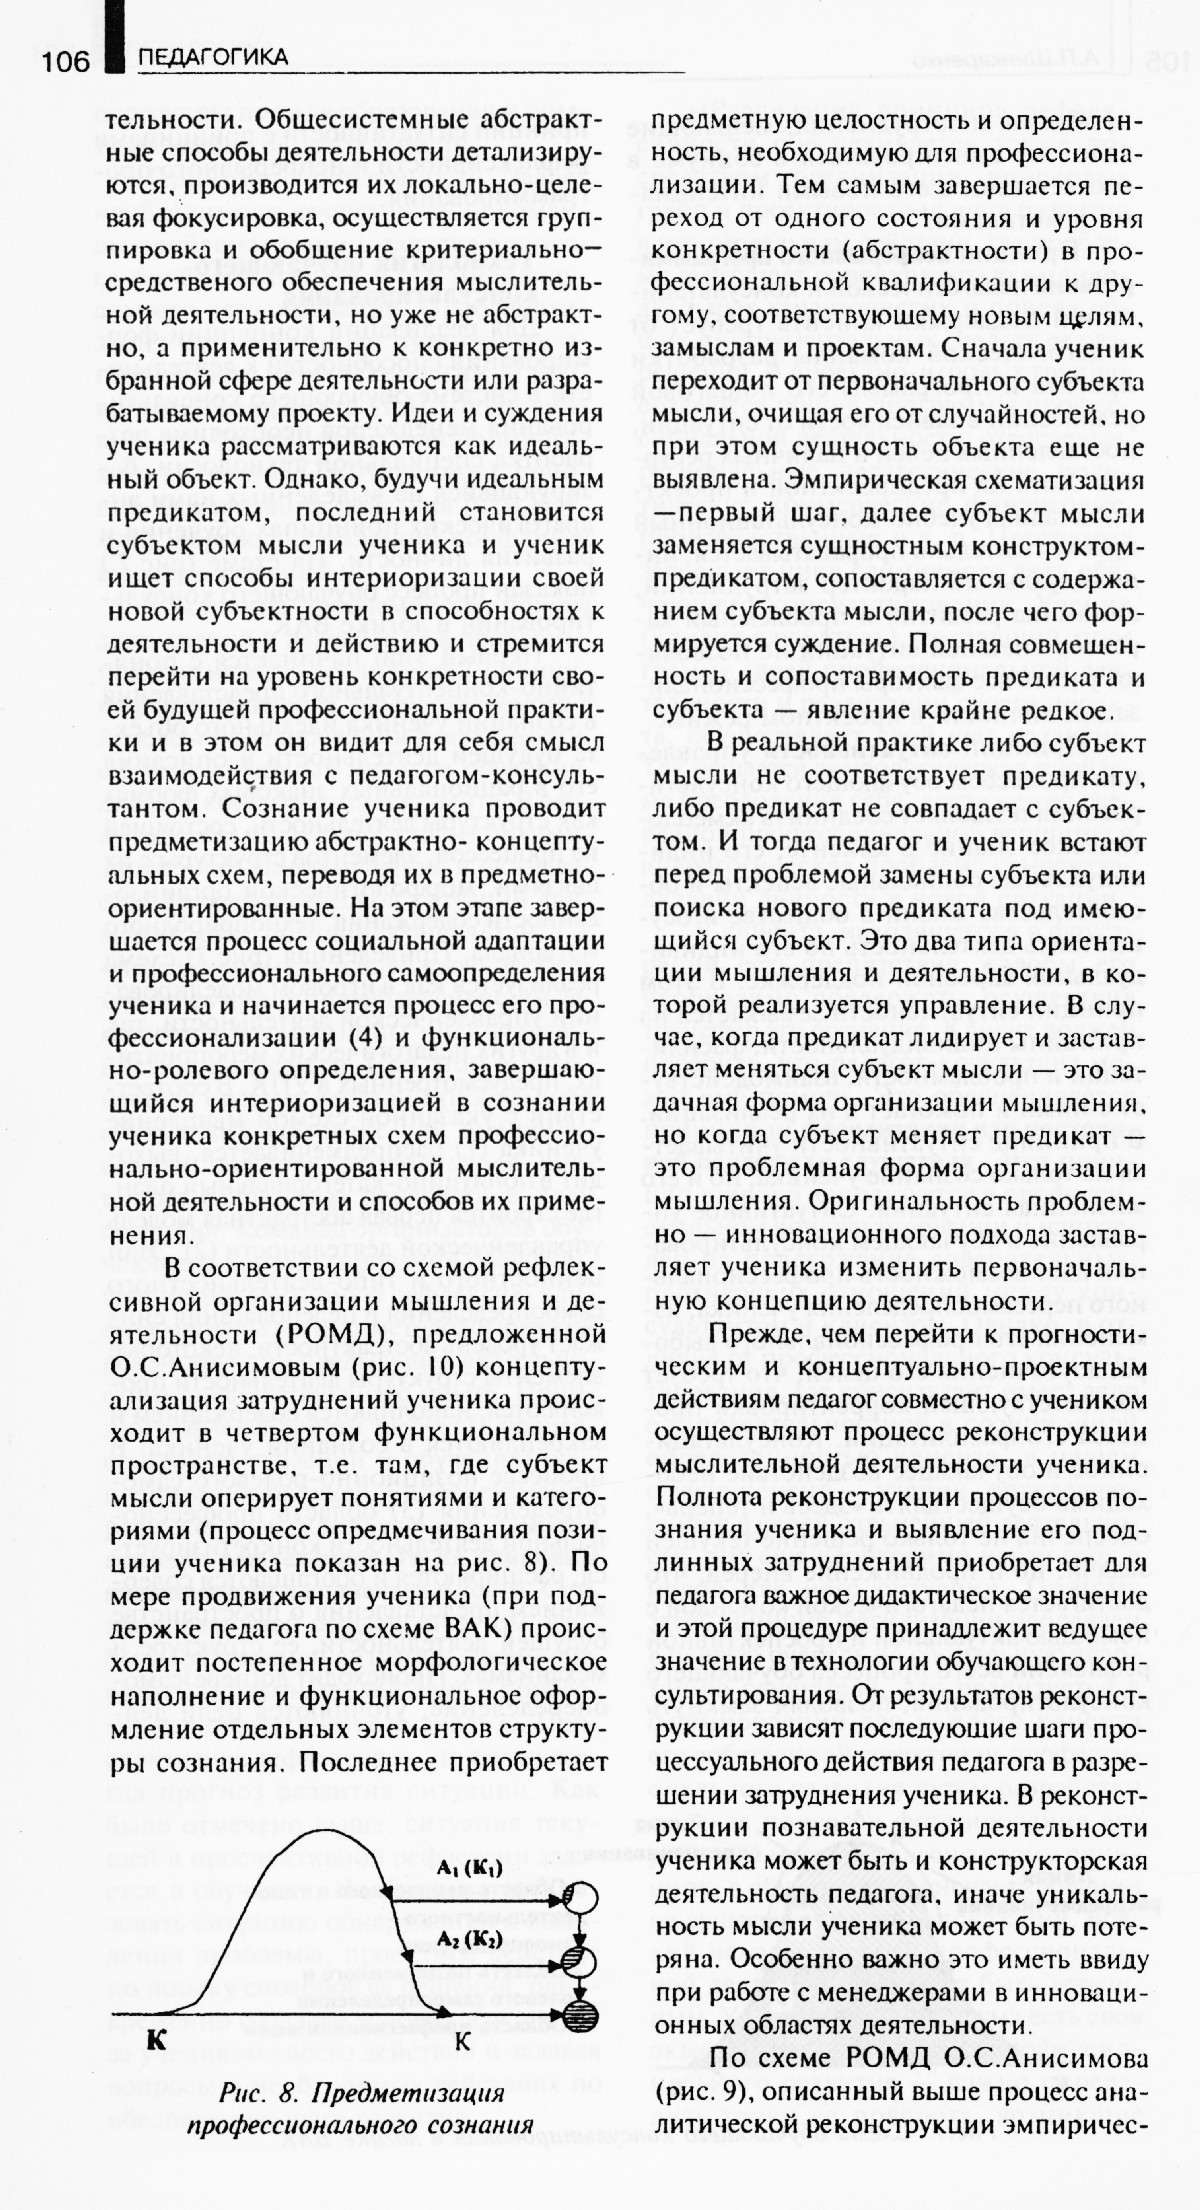 106
ПЕДАГОГИКА
тельности. Общесистемные абстракт-
ные способы деятельности детализиру-
ются, производится их локально-целе-
вая фокусировка, осуществляется груп-
пировка и обобщение критериально—
средственого обеспечения мыслитель-
ной деятельности, но уже не абстракт-
но, а применительно к конкретно из-
бранной сфере деятельности или разра-
батываемому проекту. Идеи и суждения
ученика рассматриваются как идеаль-
ный объект. Однако, будучи идеальным
предикатом, последний становится
субъектом мысли ученика и ученик
ищет способы интериоризации своей
новой субъектности в способностях к
деятельности и действию и стремится
перейти на уровень конкретности сво-
ей будущей профессиональной практи-
ки и в этом он видит для себя смысл
взаимодействия с педагогом-консуль-
тантом. Сознание ученика проводит
предметизацию абстрактно- концепту-
альных схем, переводя их в предметно-
ориентированные. На этом этапе завер-
шается процесс социальной адаптации
и профессионального самоопределения
ученика и начинается процесс его про-
фессионализации (4) и функциональ-
но-ролевого определения, завершаю-
щийся интериоризацией в сознании
ученика конкретных схем профессио-
нально-ориентированной мыслитель-
ной деятельности и способов их приме-
нения.
В соответствии со схемой рефлек-
сивной организации мышления и де-
ятельности (РОМД), предложенной
О.С.Анисимовым (рис. 10) концепту-
ализация затруднений ученика проис-
ходит в четвертом функциональном
пространстве, т.е. там, где субъект
мысли оперирует понятиями и катего-
риями (процесс опредмечивания пози-
ции ученика показан на рис. 8). По
мере продвижения ученика (при под-
держке педагога по схеме ВАК) проис-
ходит постепенное морфологическое
наполнение и функциональное офор-
мление отдельных элементов структу-
ры сознания. Последнее приобретает
А₁ (К₁)
А₂ (К₂)
К
К
Рис. 8. Предметизация
профессионального сознания
предметную целостность и определен-
ность, необходимую для профессиона-
лизации. Тем самым завершается пе-
реход от одного состояния и уровня
конкретности (абстрактности) в про-
фессиональной квалификации к дру-
гому, соответствующему новым целям,
замыслам и проектам. Сначала ученик
переходит от первоначального субъекта
мысли, очищая его от случайностей, но
при этом сущность объекта еще не
выявлена. Эмпирическая схематизация
—первый шаг, далее субъект мысли
заменяется сущностным конструктом-
предикатом, сопоставляется с содержа-
нием субъекта мысли, после чего фор-
мируется суждение. Полная совмещен-
ность и сопоставимость предиката и
субъекта — явление крайне редкое.
В реальной практике либо субъект
мысли не соответствует предикату,
либо предикат не совпадает с субъек-
том. И тогда педагог и ученик встают
перед проблемой замены субъекта или
поиска нового предиката под имею-
щийся субъект. Это два типа ориента-
ции мышления и деятельности, в ко-
торой реализуется управление. В слу-
чае, когда предикат лидирует и застав-
ляет меняться субъект мысли — это за-
дачная форма организации мышления,
но когда субъект меняет предикат —
это проблемная форма организации
мышления. Оригинальность проблем-
но — инновационного подхода застав-
ляет ученика изменить первоначаль-
ную концепцию деятельности.
Прежде, чем перейти к прогности-
ческим и концептуально-проектным
действиям педагог совместно с учеником
осуществляют процесс реконструкции
мыслительной деятельности ученика.
Полнота реконструкции процессов по-
знания ученика и выявление его под-
линных затруднений приобретает для
педагога важное дидактическое значение
и этой процедуре принадлежит ведущее
значение в технологии обучающего кон-
сультирования. От результатов реконст-
рукции зависят последующие шаги про-
цессуального действия педагога в разре-
шении затруднения ученика. В реконст-
рукции познавательной деятельности
ученика может быть и конструкторская
деятельность педагога, иначе уникаль-
ность мысли ученика может быть поте-
ряна. Особенно важно это иметь ввиду
при работе с менеджерами в инноваци-
онных областях деятельности.
По схеме РОМД О.С.Анисимова
(рис. 9), описанный выше процесс ана-
литической реконструкции эмпиричес-